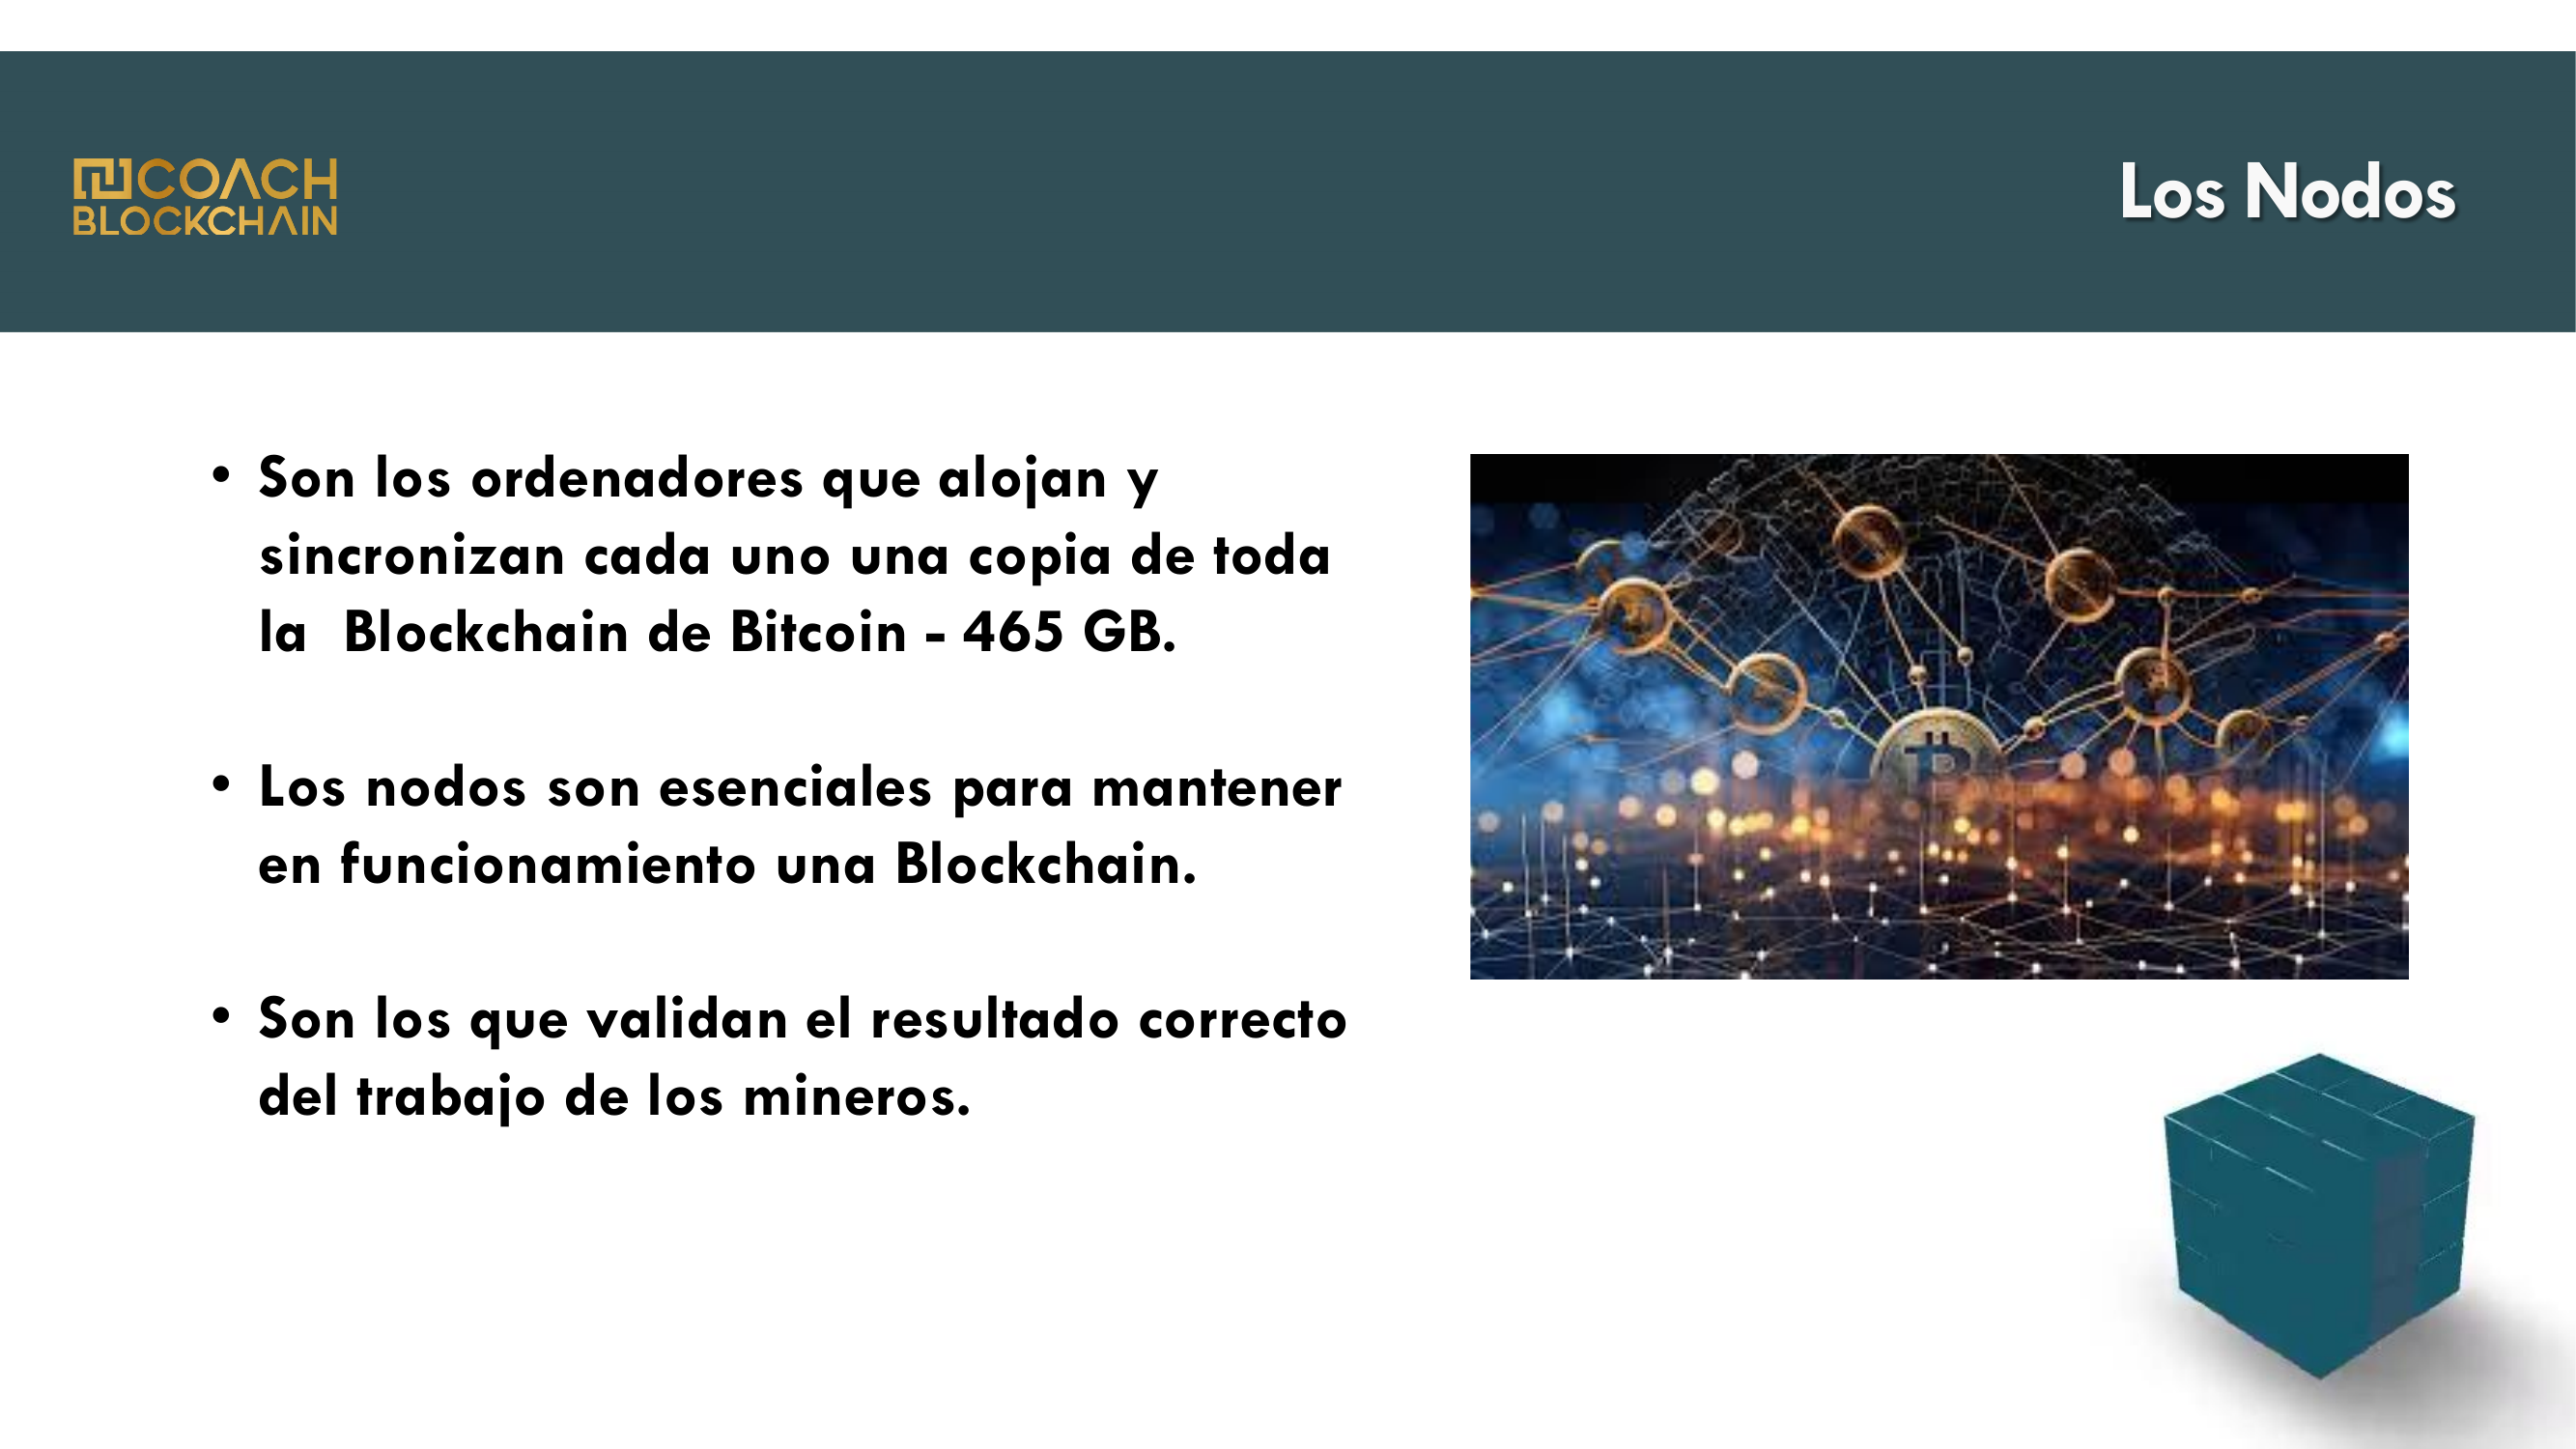 COACH
BLOCKCHAIN
Los Nodos
• Son los ordenadores que alojan y
sincronizan cada uno una copia de toda
la  Blockchain de Bitcoin - 465 GB.
• Los nodos son esenciales para mantener
en funcionamiento una Blockchain.
• Son los que validan el resultado correcto
del trabajo de los mineros.